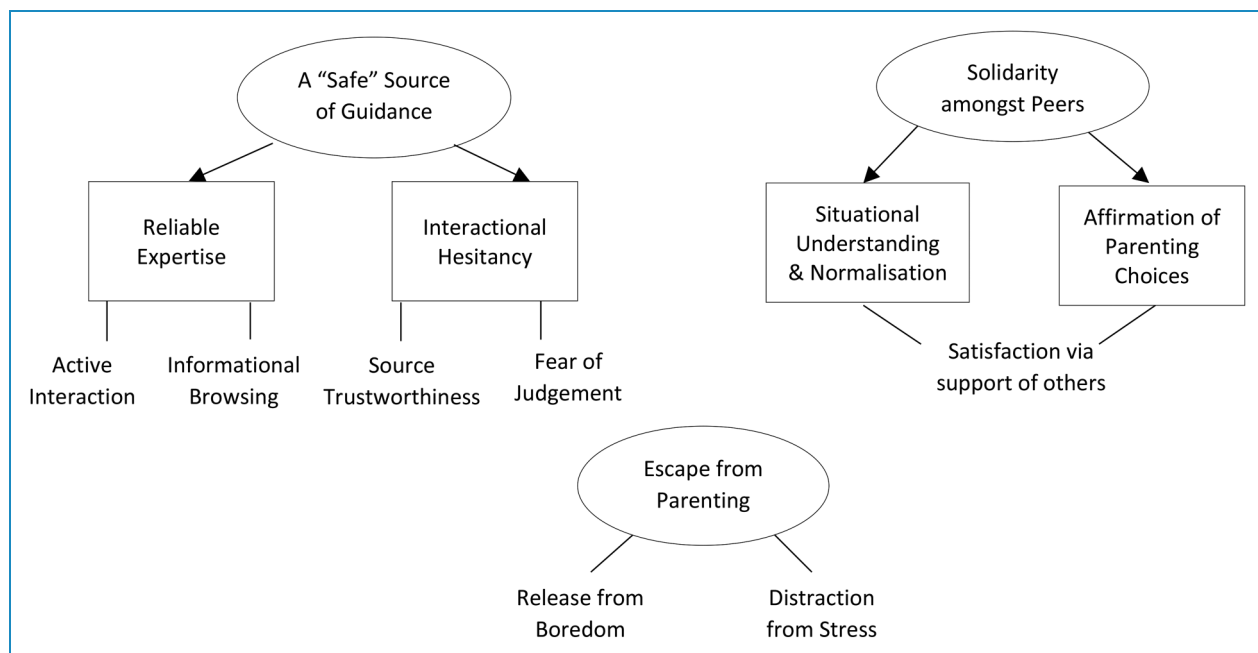 A “Safe” Source
of Guidance
Solidarity
amongst Peers
Reliable
Expertise
Interactional
Hesitancy
Situational
Understanding
& Normalisation
Affirmation of
Parenting
Choices
Active
Interaction
Informational
Browsing
Source
Trustworthiness
Fear of
Judgement
Satisfaction via
support of others
Escape from
Parenting
Release from
Boredom
Distraction
from Stress